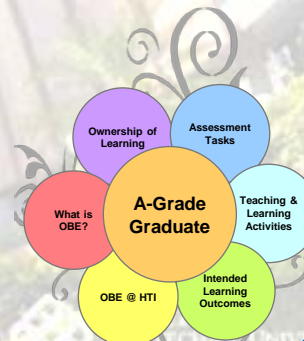 Ownership of
Learning
Assessment
Tasks
What is
OBE?
A-Grade
Graduate
Teaching &
Learning
Activities
OBE @ HTI
Intended
Learning
Outcomes